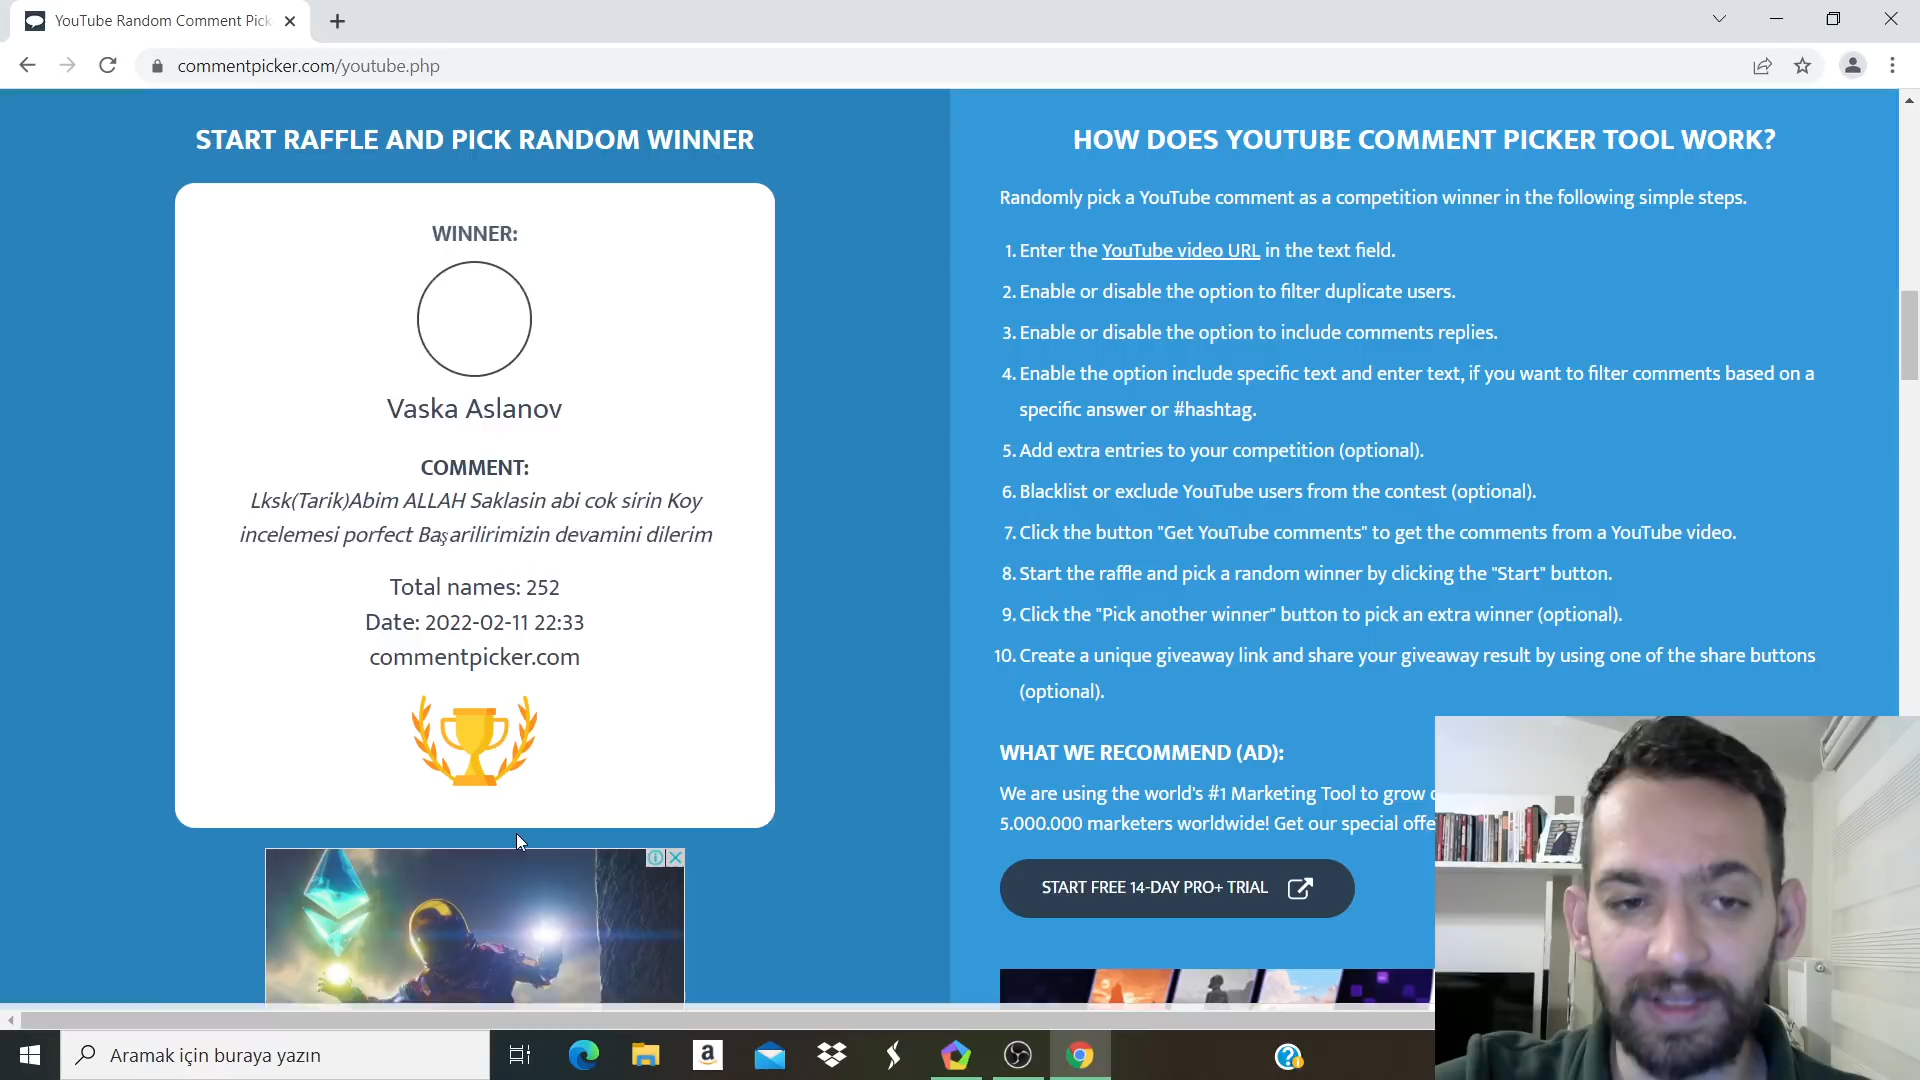 YouTube Random Comment Pick
commentpicker.com/youtube.php
START RAFFLE AND PICK RANDOM WINNER
WINNER:
Vaska Aslanov
COMMENT:
Lksk(Tarik)Abim ALLAH Saklasin abi cok sirin Koy
incelemesi porfect Başarilirimizin devamini dilerim
Total names: 252
Date: 2022-02-11 22:33
commentpicker.com
HOW DOES YOUTUBE COMMENT PICKER TOOL WORK?
Randomly pick a YouTube comment as a competition winner in the following simple steps.
1. Enter the YouTube video URL in the text field.
2. Enable or disable the option to filter duplicate users.
3. Enable or disable the option to include comments replies.
4. Enable the option include specific text and enter text, if you want to filter comments based on a
specific answer or #hashtag.
5. Add extra entries to your competition (optional).
6. Blacklist or exclude YouTube users from the contest (optional).
7. Click the button "Get YouTube comments" to get the comments from a YouTube video.
8. Start the raffle and pick a random winner by clicking the "Start" button.
9. Click the "Pick another winner" button to pick an extra winner (optional).
10. Create a unique giveaway link and share your giveaway result by using one of the share buttons
(optional).
WHAT WE RECOMMEND (AD):
We are using the world's #1 Marketing Tool to grow
5.000.000 marketers worldwide! Get our special offe
START FREE 14-DAY PRO+ TRIAL
Aramak için buraya yazın